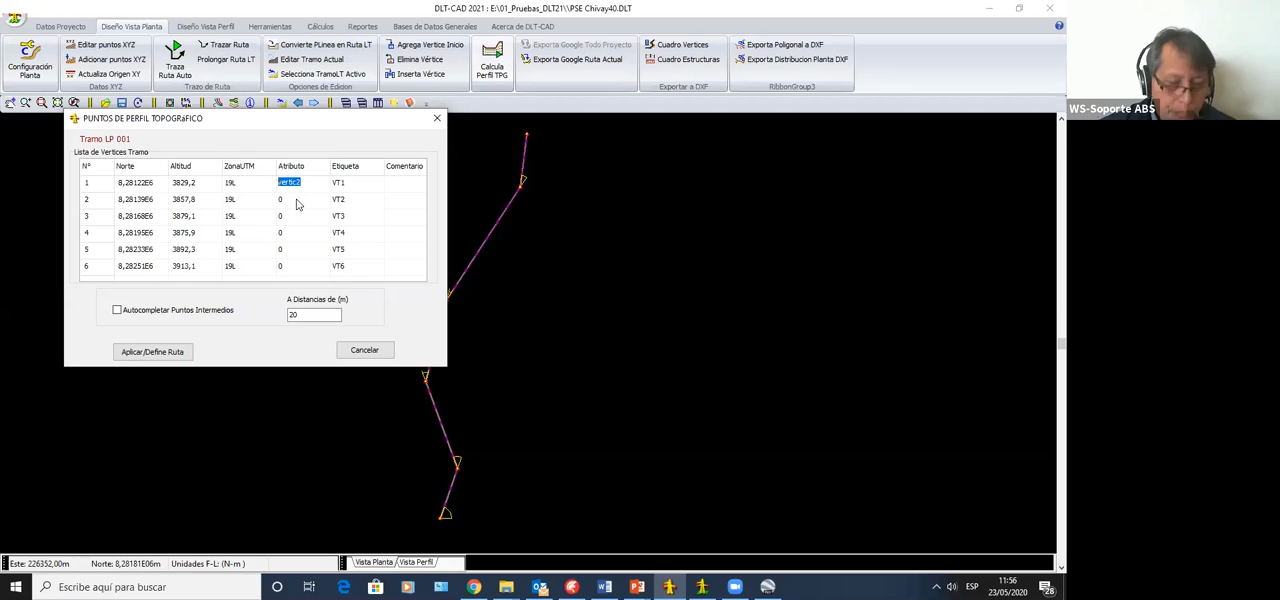 DLT-CAD 2021 : E:\01_Pruebas_DLT21\\PSE Chivay40.DLT
Datos Proyecto
Diseño Vista Planta
Diseño Vista Perfil
Herramientas
Cálculos
Reportes
Bases de Datos Generales
Acerca de DLT-CAD
Configuración Planta
Editar puntos XYZ
Adicionar puntos XYZ
Actualiza Origen XY
Datos XYZ
Traza Ruta Auto
Trazar Ruta
Prolongar Ruta LT
Trazo de Ruta
Convierte PLinea en Ruta LT
Editar Tramo Actual
Selecciona TramoLT Activo
Opciones de Edicion
Agrega Vertice Inicio
Elimina Vértice
Inserta Vértice
Calcula Perfil TPG
Exporta Google Todo Proyecto
Exporta Google Ruta Actual
Cuadro Vertices
Cuadro Estructuras
Exportar a DXF
Exporta Poligonal a DXF
Exporta Distribucion Planta DXF
RibbonGroup3
WS-Soporte ABS
PUNTOS DE PERFIL TOPOGRáFICO
Tramo LP 001
Lista de Vertices Tramo
Nº Norte Altitud ZonaUTM Atributo Etiqueta Comentario
1 8,28122E6 3829,2 19L vertic2 VT1
2 8,28139E6 3857,8 19L 0 VT2
3 8,28168E6 3879,1 19L 0 VT3
4 8,28195E6 3875,9 19L 0 VT4
5 8,28233E6 3892,3 19L 0 VT5
6 8,28251E6 3913,1 19L 0 VT6
A Distancias de (m)
Autocompletar Puntos Intermedios
20
Aplicar/Define Ruta
Cancelar
Este: 226352,00m Norte: 8,28181E06m Unidades F-L: (N-m )
Vista Planta
Vista Perfil
Escribe aquí para buscar
ESP
11:56
23/05/2020
28